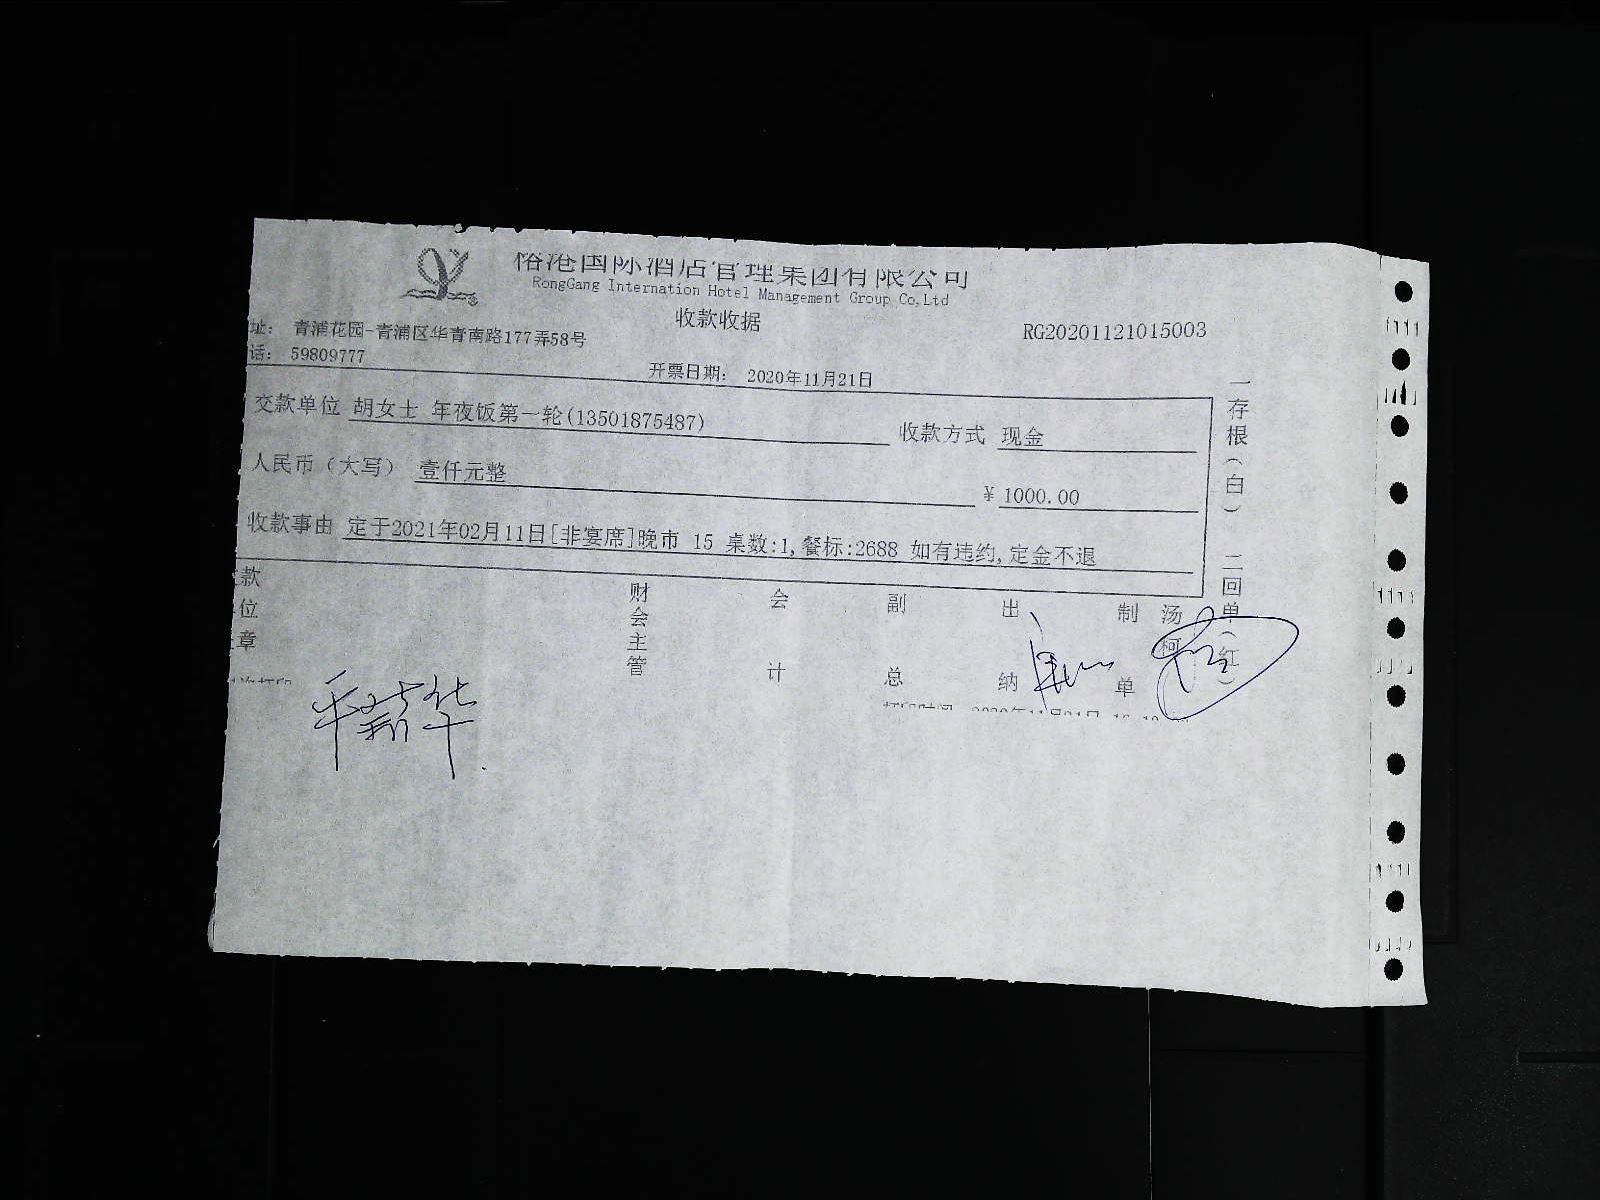 裕港国际酒店管理集团有限公司
RongGang Internation Hotel Management Group Co,Ltd
收款收据
址： 青浦花园-青浦区华青南路177弄58号
RG20201121015003
话： 59809777
开票日期： 2020年11月21日
交款单位 胡女士 年夜饭第一轮(13501875487) 收款方式 现金
人民币（大写） 壹仟元整 ¥ 1000.00
收款事由 定于2021年02月11日[非宴席]晚市 15 桌数:1,餐标:2688 如有违约,定金不退
一存根（白） 二回单（红）
款位章 财会主管 会计 副总 出纳 制单 汤柯